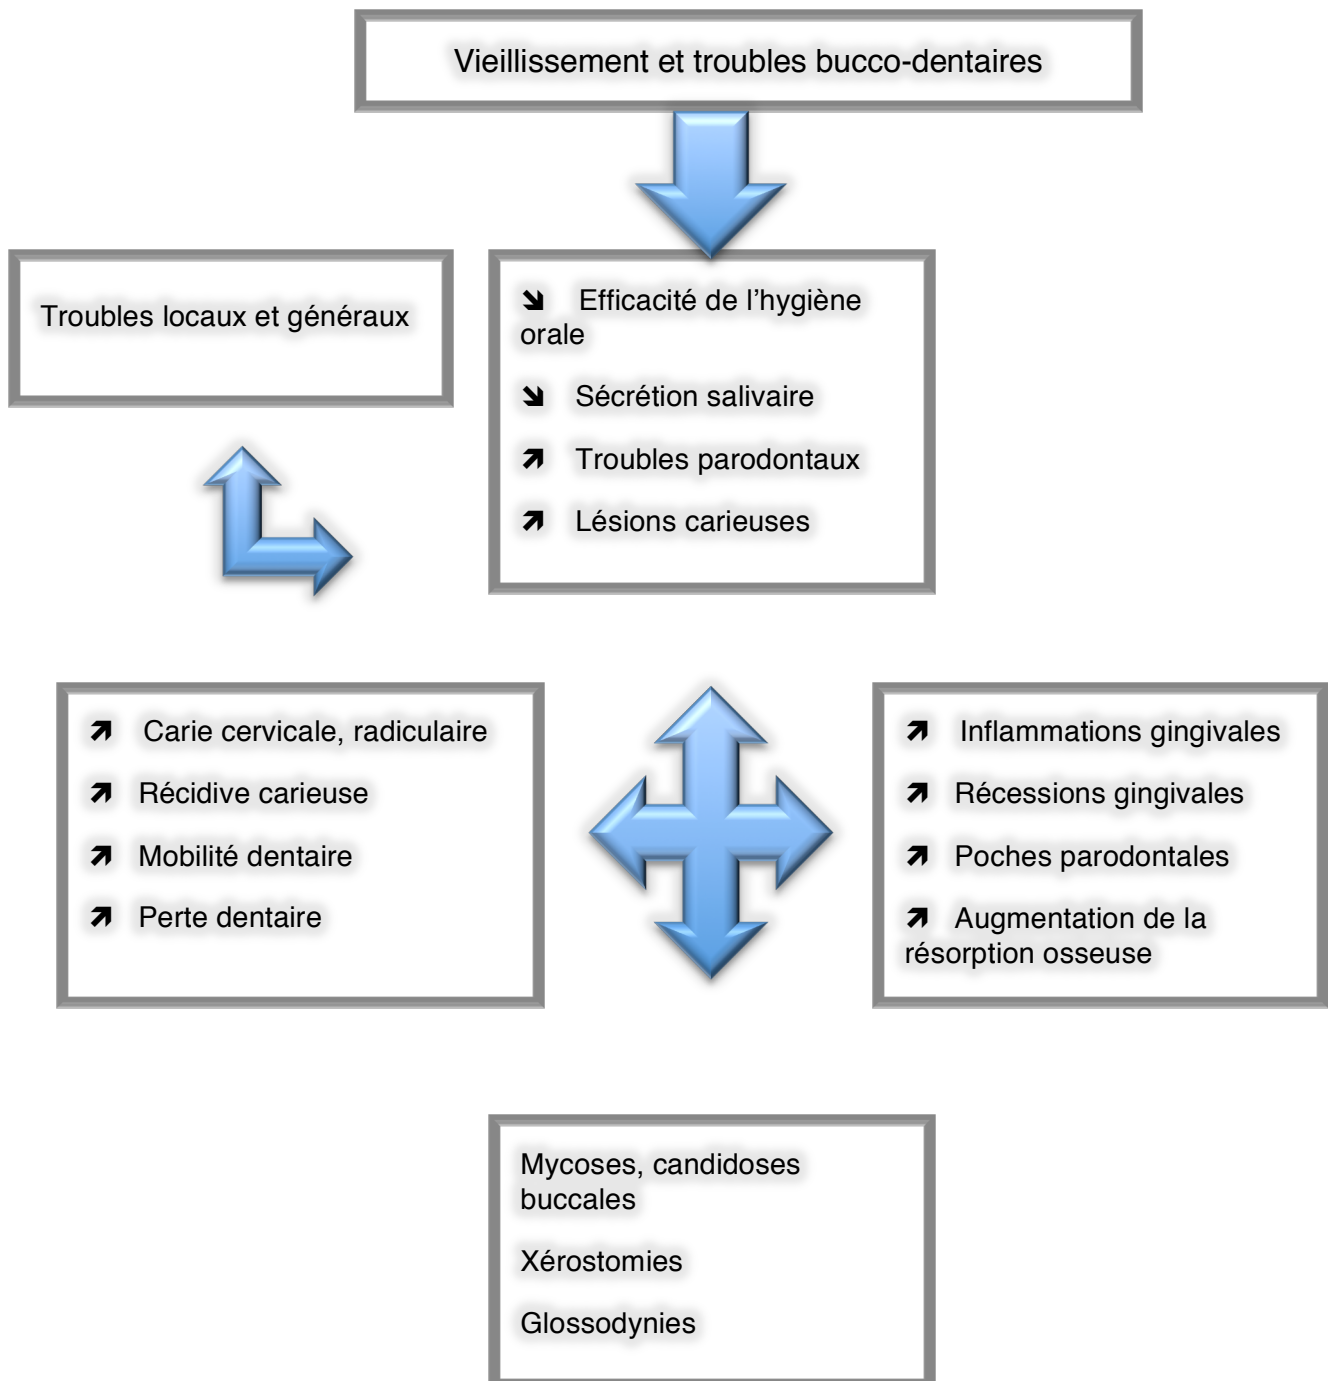 Vieillissement et troubles bucco-dentaires
Troubles locaux et généraux
↘ Efficacité de l’hygiène
orale
↘ Sécrétion salivaire
↗ Troubles parodontaux
↗ Lésions carieuses
↗ Carie cervicale, radiculaire
↗ Récidive carieuse
↗ Mobilité dentaire
↗ Perte dentaire
↗ Inflammations gingivales
↗ Récessions gingivales
↗ Poches parodontales
↗ Augmentation de la
résorption osseuse
Mycoses, candidoses
buccales
Xérostomies
Glossodynies